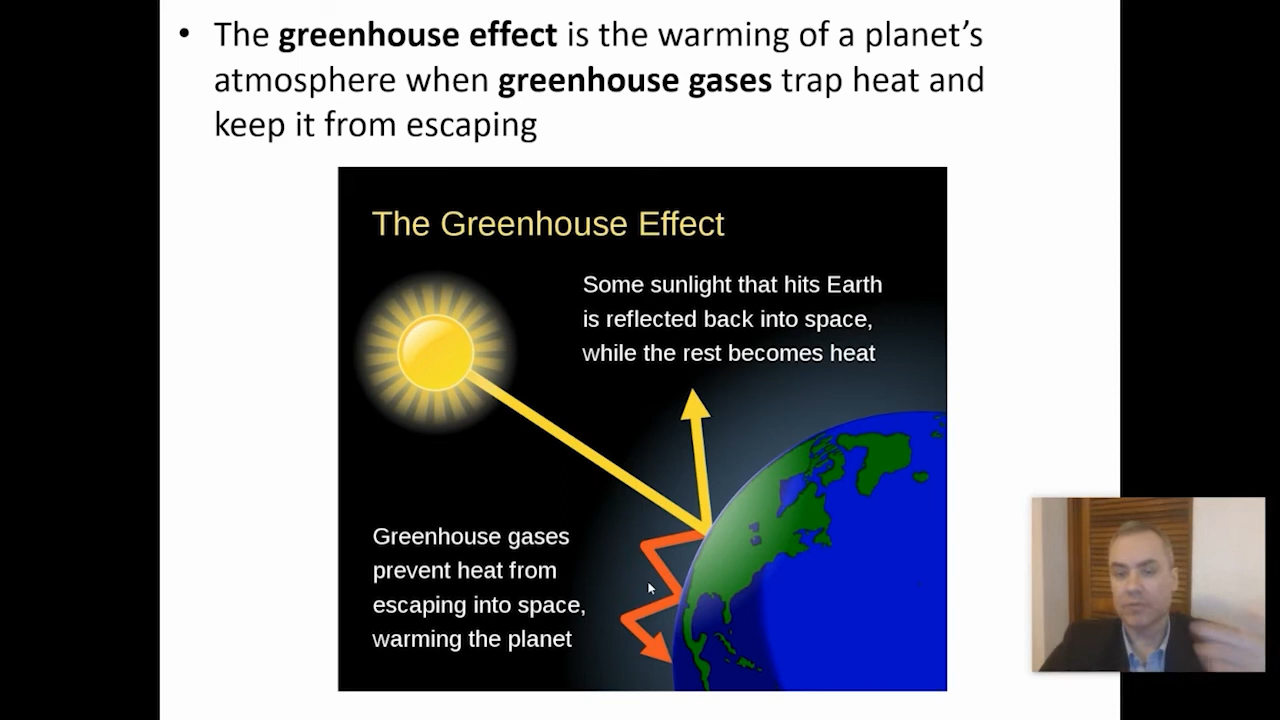 • The greenhouse effect is the warming of a planet’s
atmosphere when greenhouse gases trap heat and
keep it from escaping
The Greenhouse Effect
Some sunlight that hits Earth
is reflected back into space,
while the rest becomes heat
Greenhouse gases
prevent heat from
escaping into space,
warming the planet